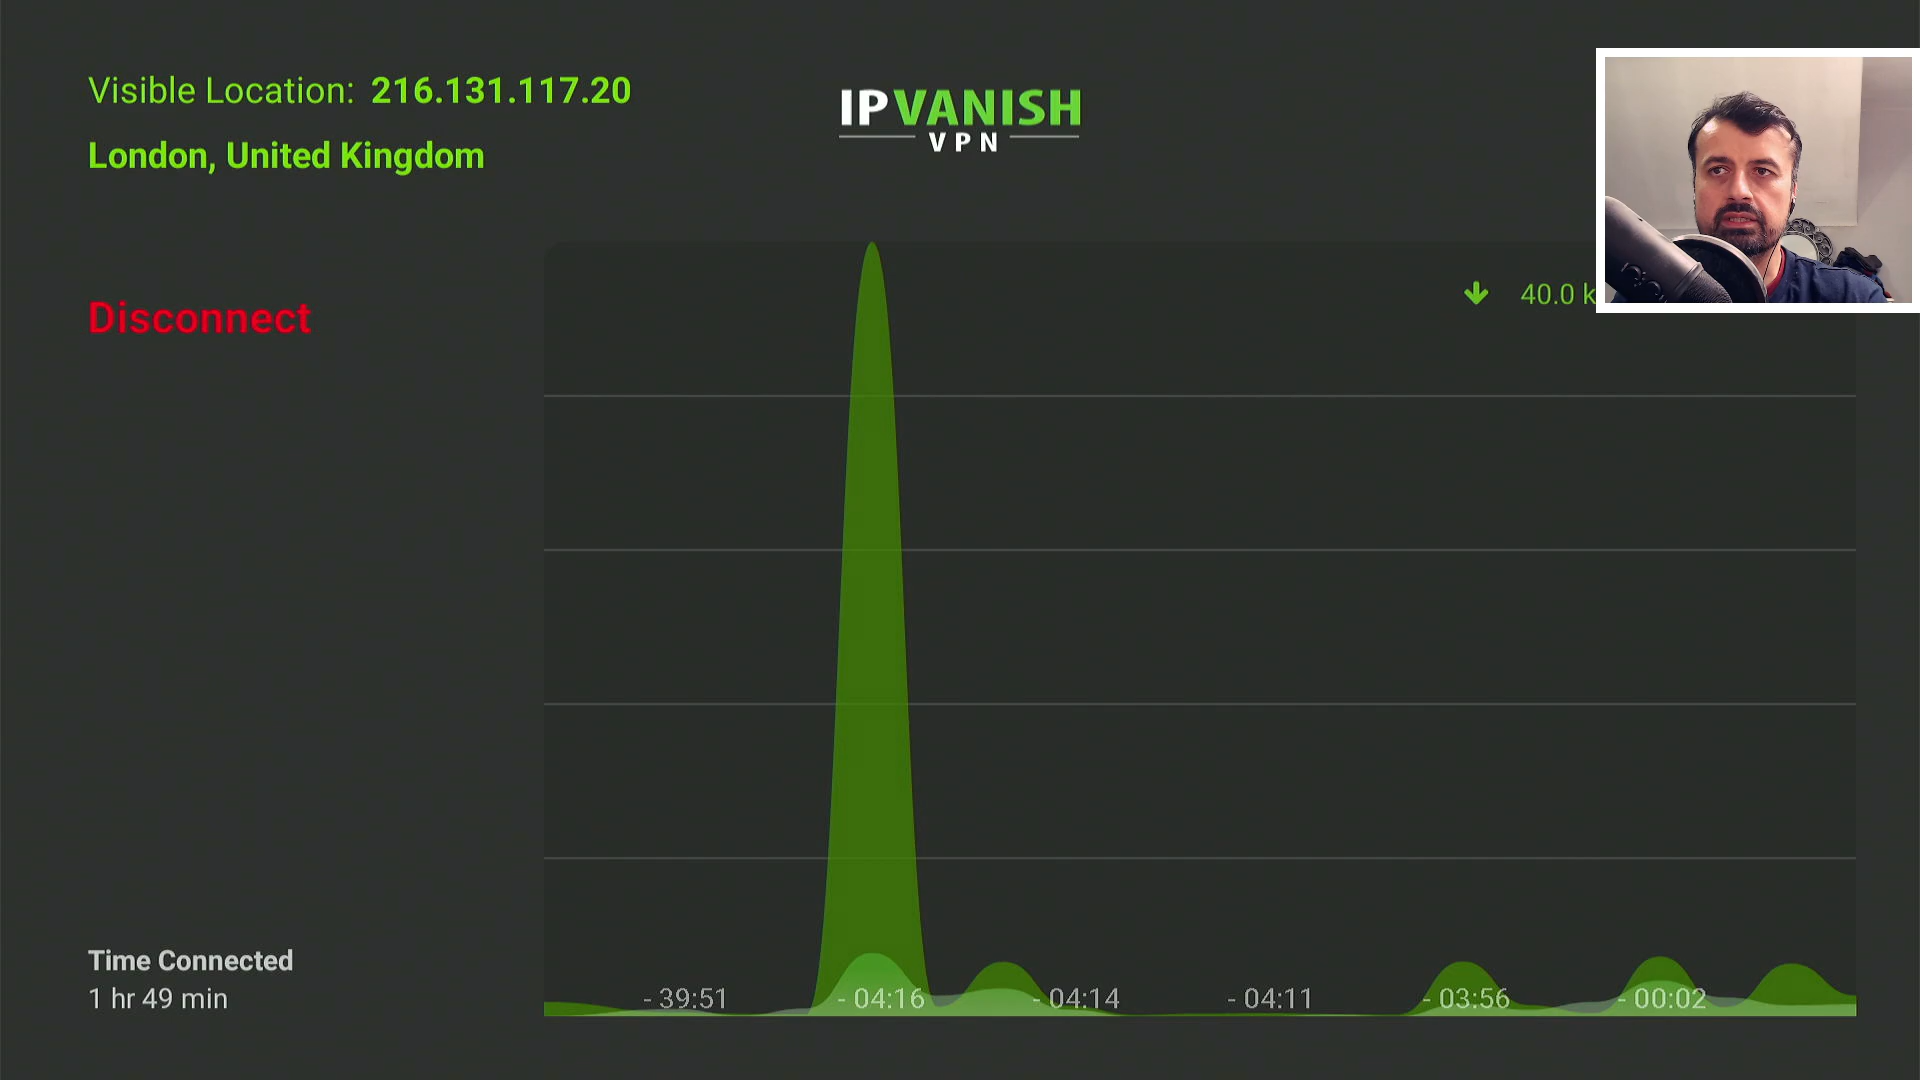 Visible Location: 216.131.117.20
London, United Kingdom
IPVANISH
VPN
Disconnect
40.0 k
Time Connected
1 hr 49 min
- 39:51 - 04:16 - 04:14 - 04:11 - 03:56 - 00:02